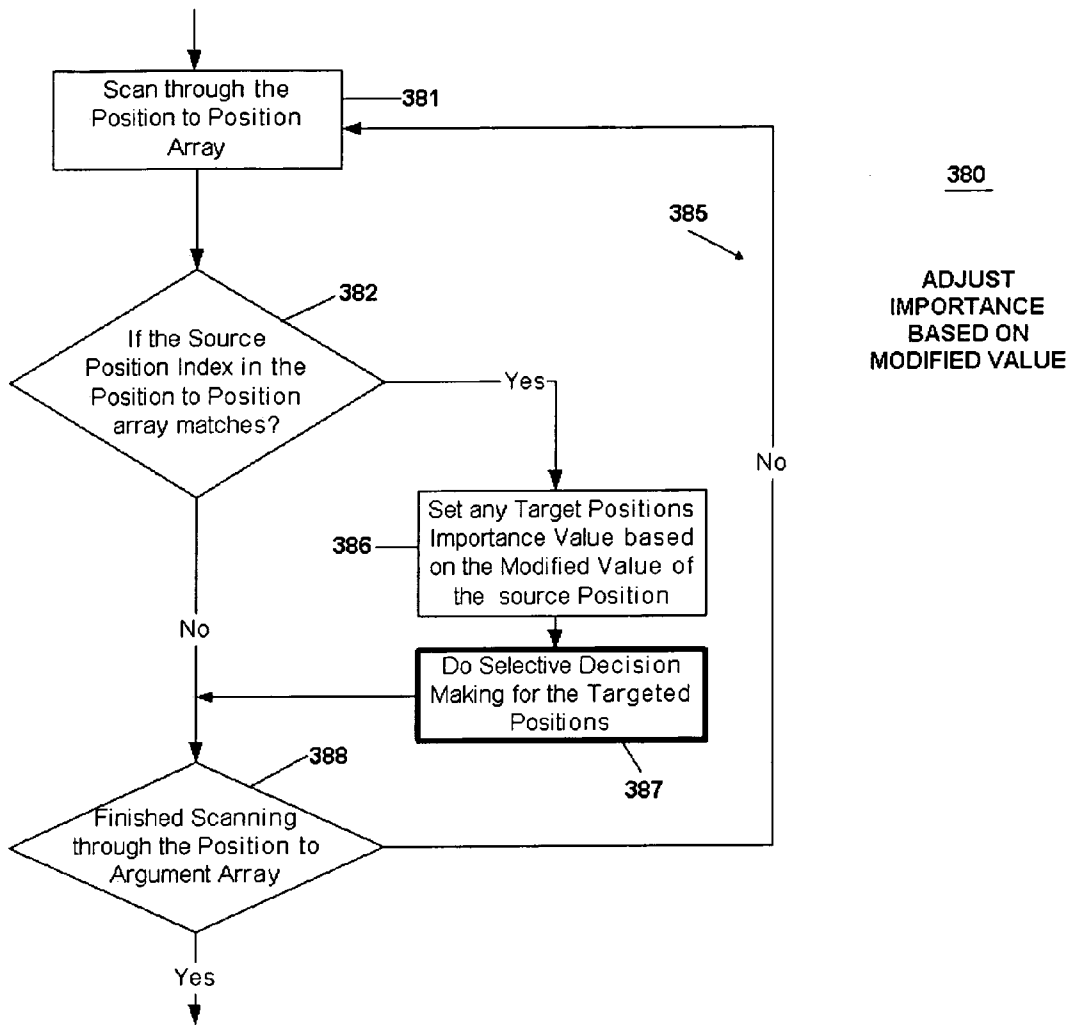 Scan through the
Position to Position
Array
381
380
385
ADJUST
IMPORTANCE
BASED ON
MODIFIED VALUE
382
If the Source
Position Index in the
Position to Position
array matches?
Yes
No
Set any Target Positions
Importance Value based
on the Modified Value of
the source Position
386
No
Do Selective Decision
Making for the Targeted
Positions
387
388
Finished Scanning
through the Position to
Argument Array
Yes